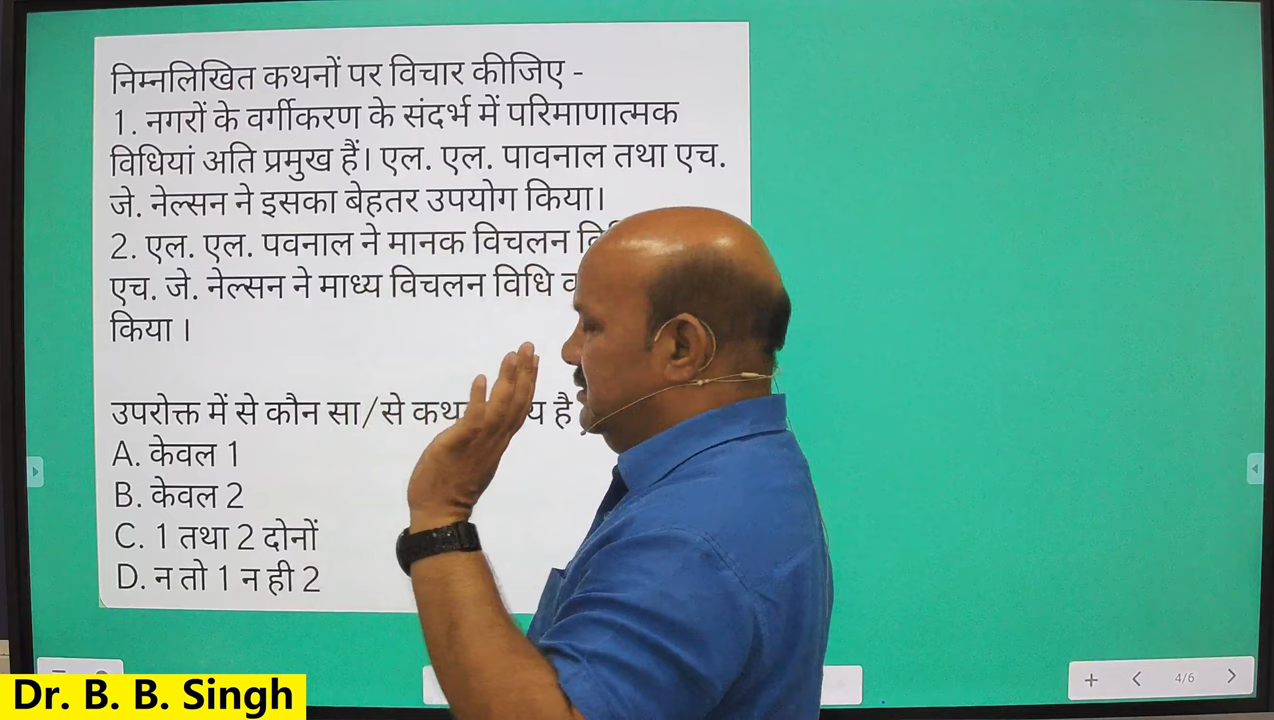 निम्नलिखित कथनों पर विचार कीजिए -
1. नगरों के वर्गीकरण के संदर्भ में परिमाणात्मक
विधियां अति प्रमुख हैं। एल. एल. पावनाल तथा एच.
जे. नेल्सन ने इसका बेहतर उपयोग किया।
2. एल. एल. पवनाल ने मानक विचलन
एच. जे. नेल्सन ने माध्य विचलन विधि
किया ।
उपरोक्त में से कौन सा/से है
A. केवल 1
B. केवल 2
C. 1 तथा 2 दोनों
D. न तो 1 न ही 2
4/6
Dr. B. B. Singh